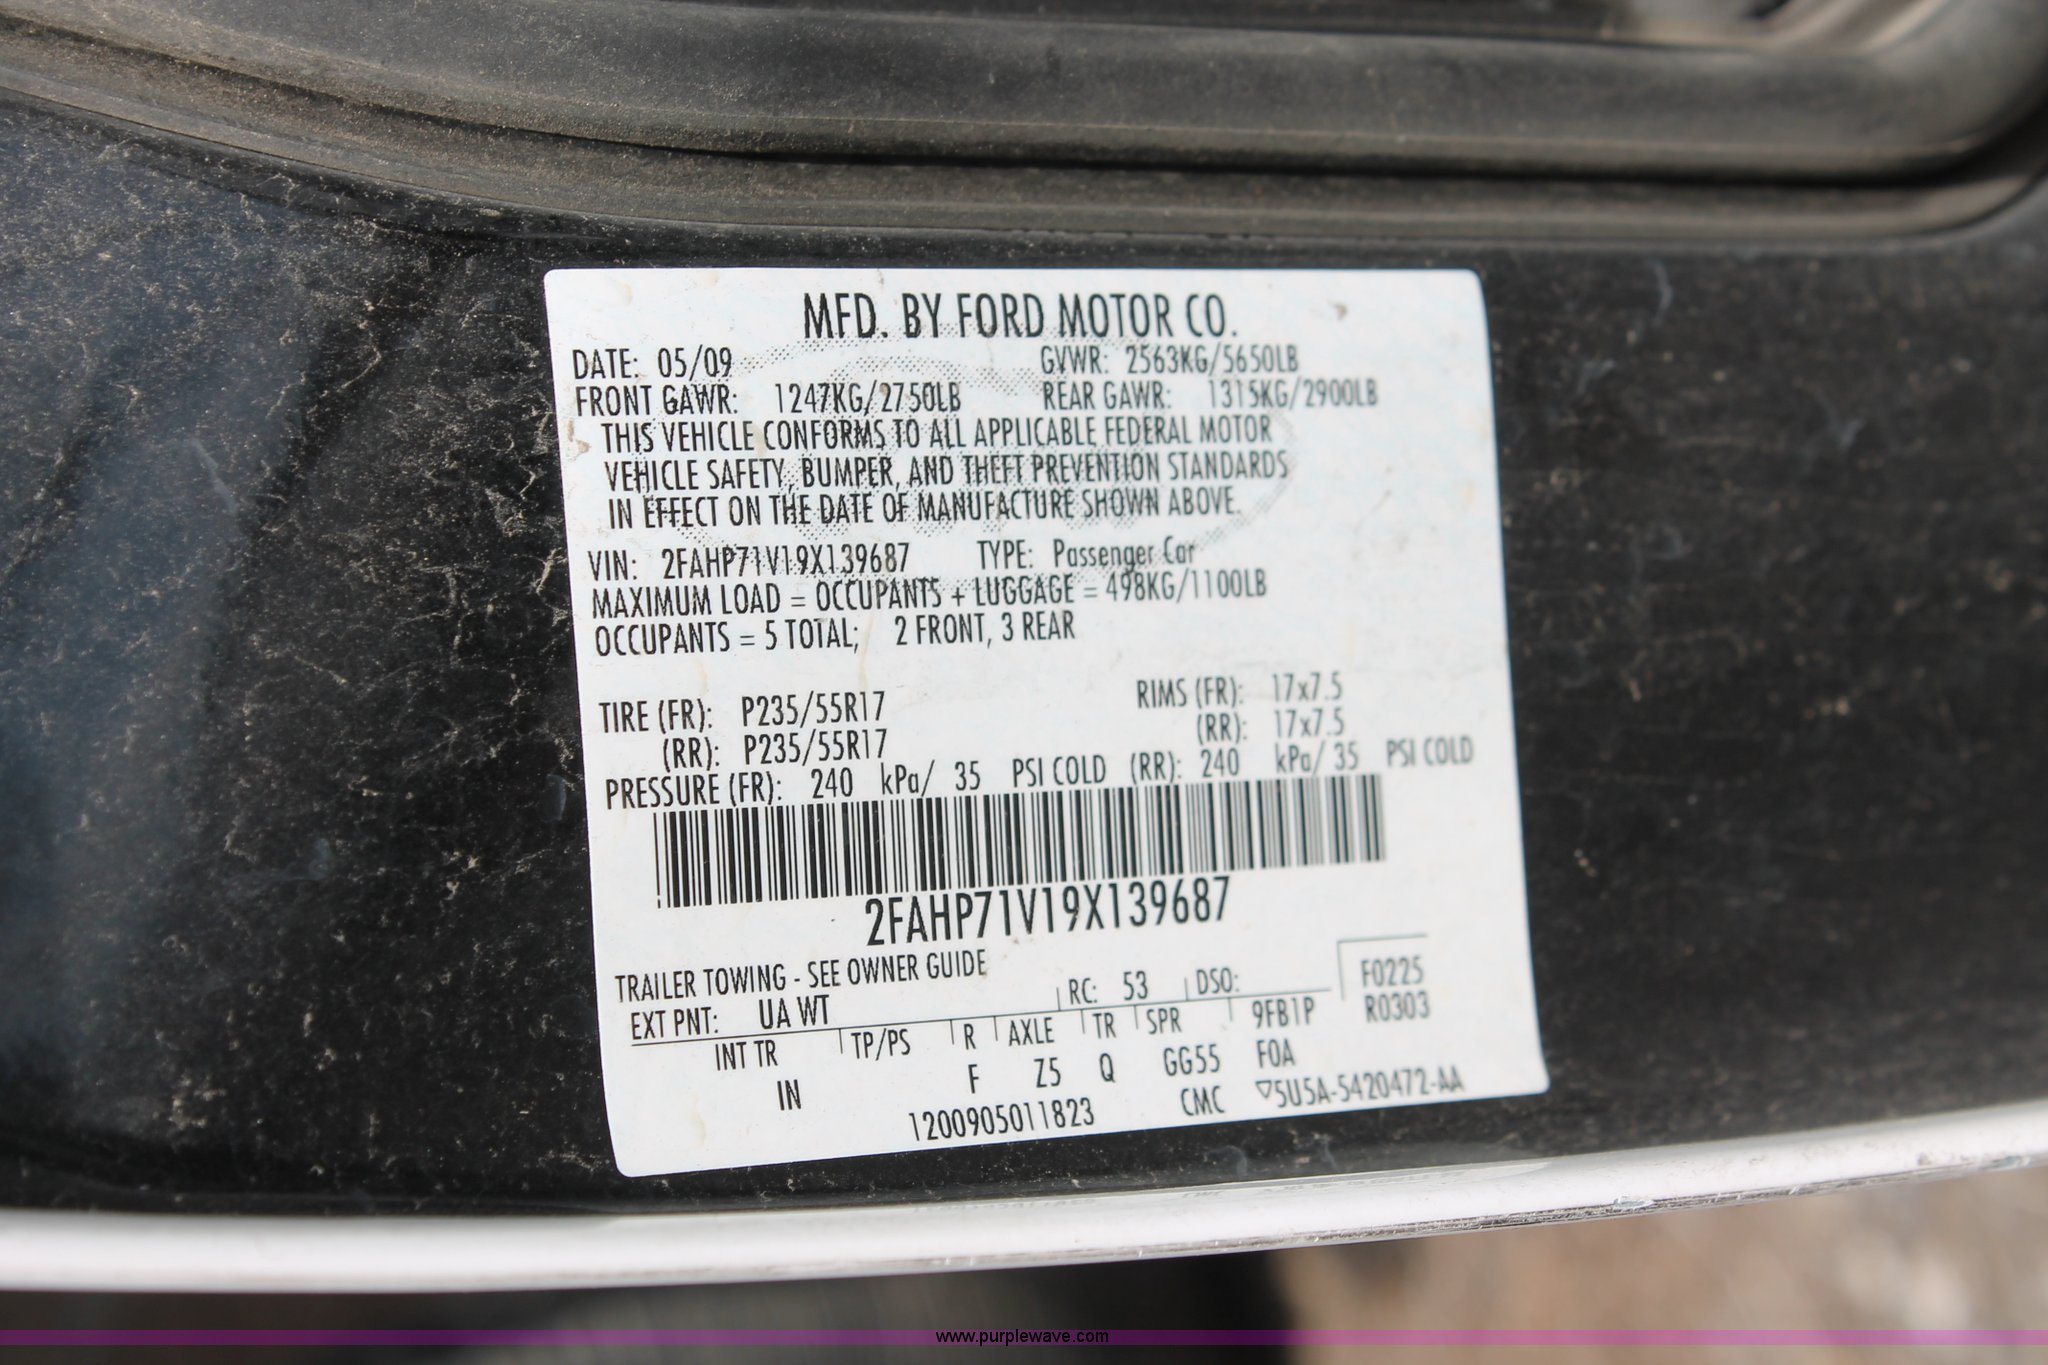 MFD. BY FORD MOTOR CO.
DATE: 05/09 GVWR: 2563KG/5650LB
FRONT GAWR: 1247KG/2750LB REAR GAWR: 1315KG/2900LB
THIS VEHICLE CONFORMS TO ALL APPLICABLE FEDERAL MOTOR
VEHICLE SAFETY, BUMPER, AND THEFT PREVENTION STANDARDS
IN EFFECT ON THE DATE OF MANUFACTURE SHOWN ABOVE.
VIN: 2FAHP71V19X139687 TYPE: Passenger Car
MAXIMUM LOAD = OCCUPANTS + LUGGAGE = 498KG/1100LB
OCCUPANTS = 5 TOTAL; 2 FRONT, 3 REAR
TIRE (FR): P235/55R17 RIMS (FR): 17x7.5
(RR): P235/55R17 (RR): 17x7.5
PRESSURE (FR): 240 kPa/ 35 PSI COLD (RR): 240 kPa/ 35 PSI COLD
2FAHP71V19X139687
TRAILER TOWING - SEE OWNER GUIDE
EXT PNT: UA WT RC: 53 DSO: F0225
INT TR TP/PS R AXLE TR SPR 9FB1P R0303
IN F Z5 Q GG55 FOA
1200905011823 CMC ▽5U5A-5420472-AA
www.purplewave.com